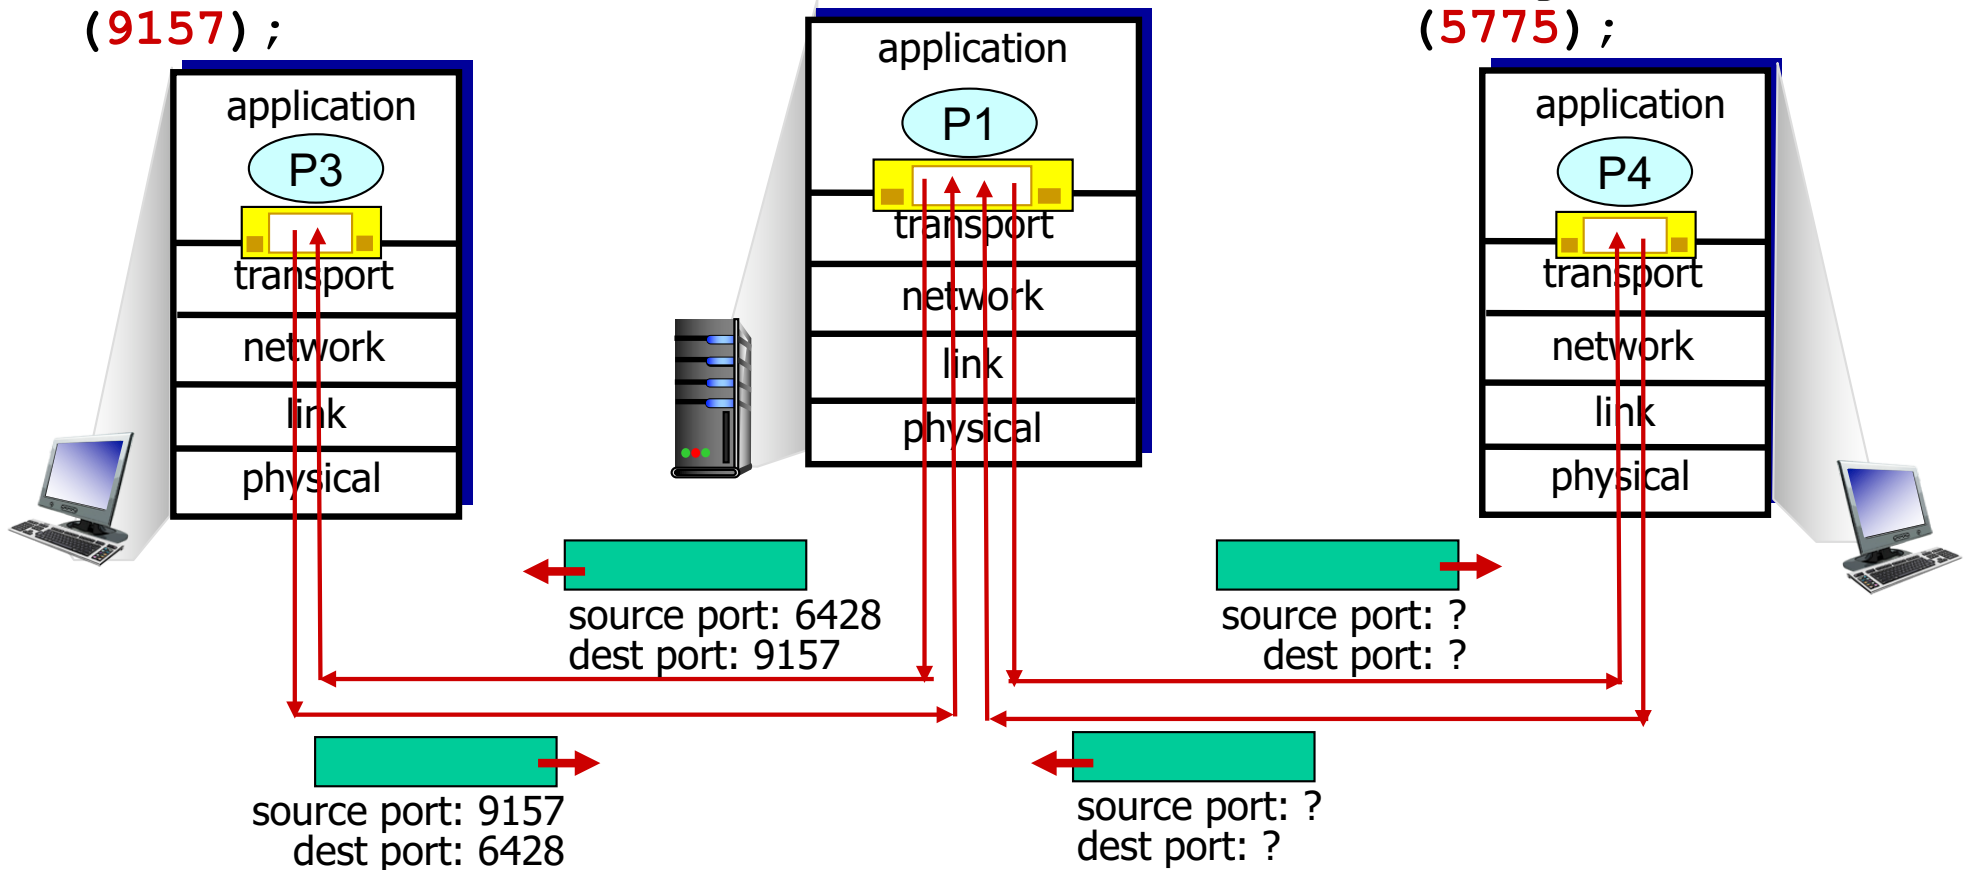 (9157);
application
P3
transport
network
link
physical
application
P1
transport
network
link
physical
(5775);
application
P4
transport
network
link
physical
source port: 6428
dest port: 9157
source port: ?
dest port: ?
source port: 9157
dest port: 6428
source port: ?
dest port: ?